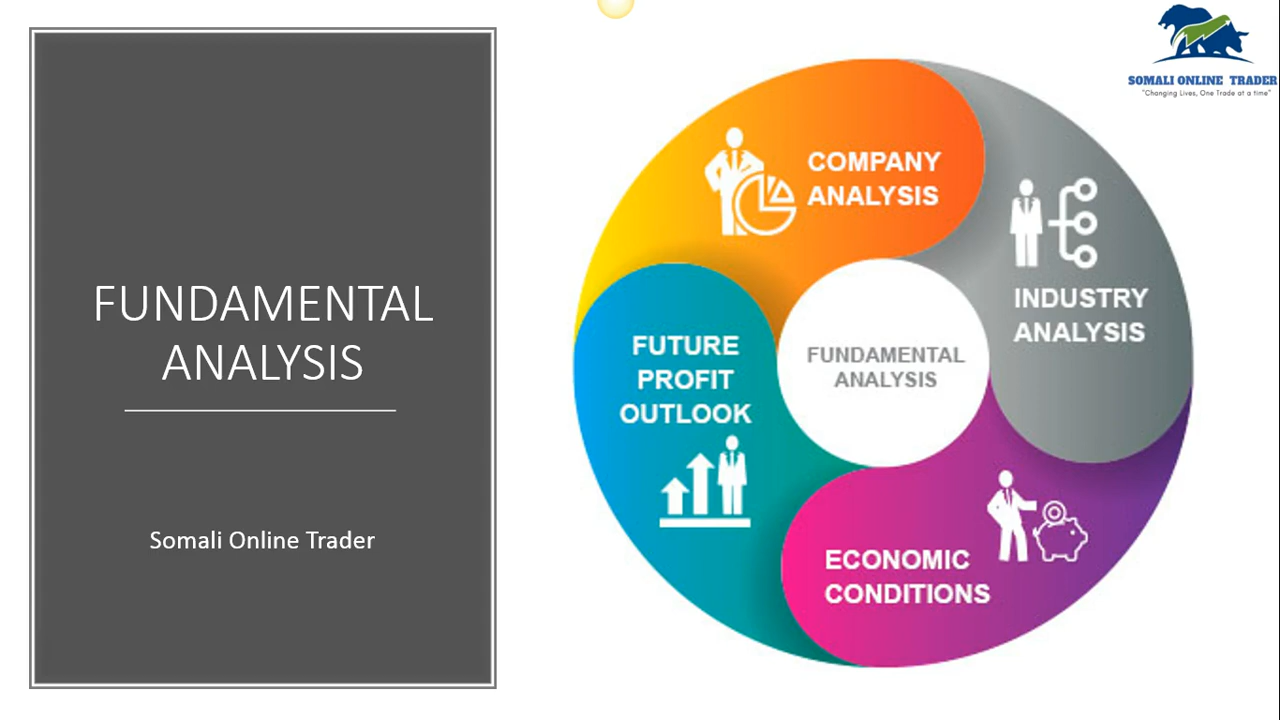 FUNDAMENTAL
ANALYSIS
Somali Online Trader
COMPANY
ANALYSIS
INDUSTRY
ANALYSIS
FUTURE
PROFIT
OUTLOOK
FUNDAMENTAL
ANALYSIS
ECONOMIC
CONDITIONS
SOMALI ONLINE TRADER
"Changing Lives, One Trade at a time"